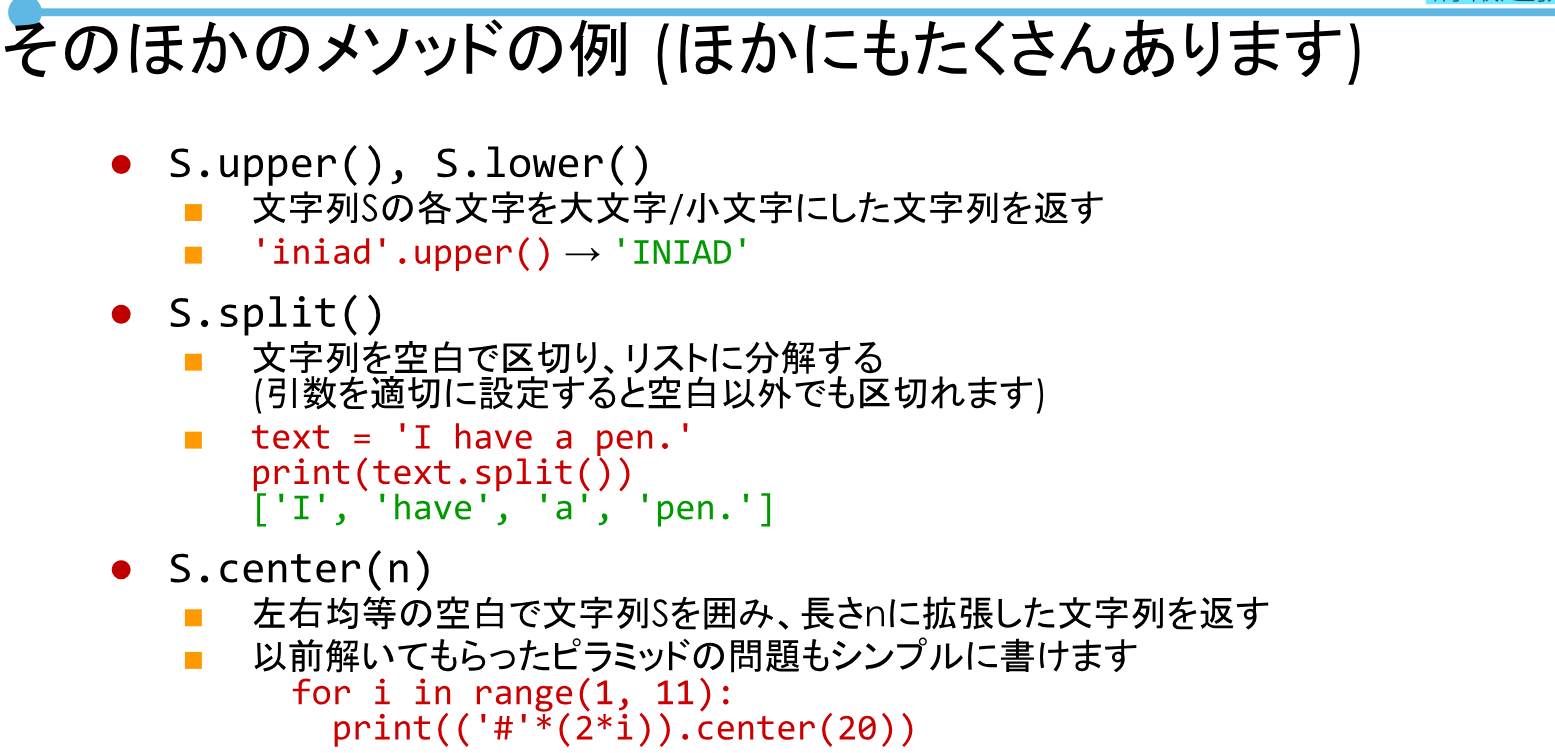 そのほかのメソッドの例 (ほかにもたくさんあります)
● S.upper(), S.lower()
■ 文字列Sの各文字を大文字/小文字にした文字列を返す
■ 'iniad'.upper() → 'INIAD'
● S.split()
■ 文字列を空白で区切り、リストに分解する
(引数を適切に設定すると空白以外でも区切れます)
■ text = 'I have a pen.'
print(text.split())
['I', 'have', 'a', 'pen.']
● S.center(n)
■ 左右均等の空白で文字列Sを囲み、長さnに拡張した文字列を返す
■ 以前解いてもらったピラミッドの問題もシンプルに書けます
for i in range(1, 11):
print(('#'*(2*i)).center(20))